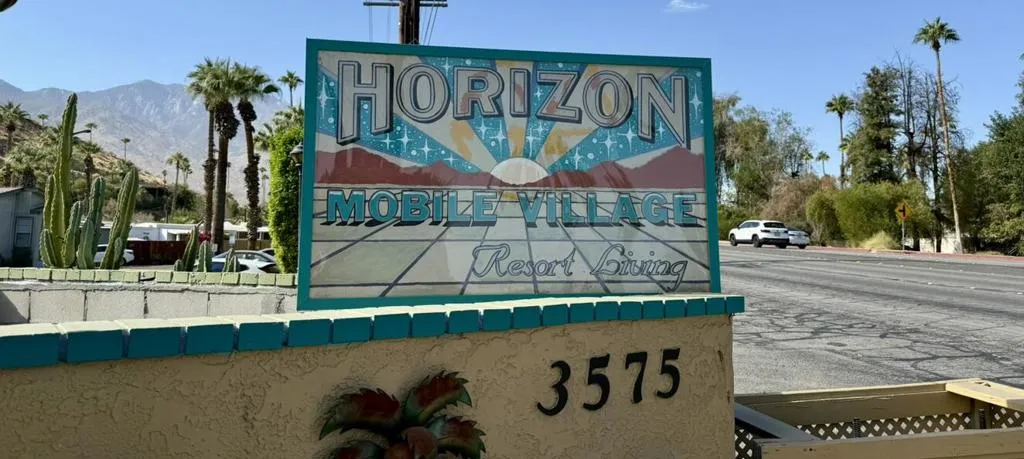 HORIZON
MOBILE VILLAGE
Resort Living
3575